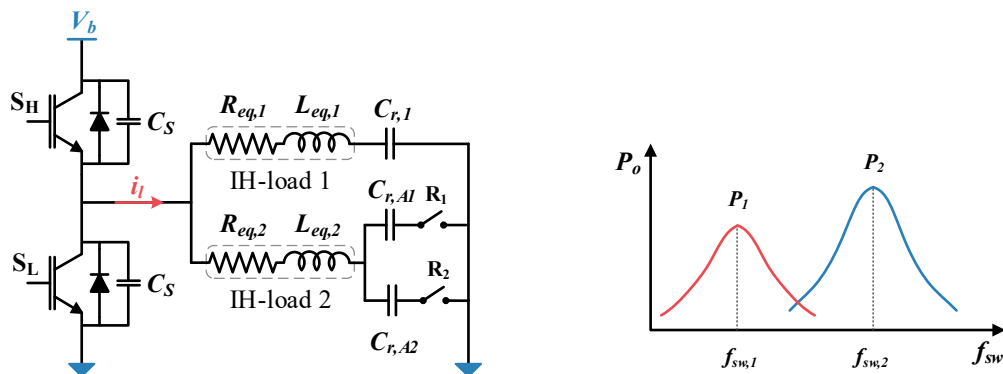 V_b
S_H
C_S
R_eq,1
L_eq,1
C_r,1
IH-load 1
i_l
C_r,A1
R_1
R_eq,2
L_eq,2
S_L
C_S
IH-load 2
R_2
C_r,A2
P_o
P_1
P_2
f_sw,1
f_sw,2
f_sw